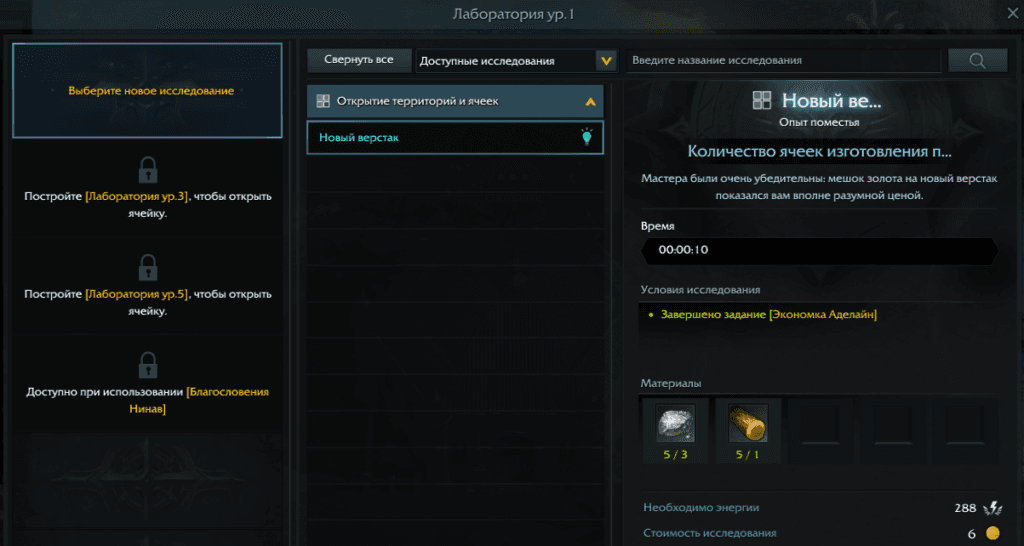 Лаборатория ур.1
Выберите новое исследование
Постройте [Лаборатория ур.3], чтобы открыть
ячейку.
Постройте [Лаборатория ур.5], чтобы открыть
ячейку.
Доступно при использовании [Благословения
Нинав]
Свернуть все
Доступные исследования
Введите название исследования
Открытие территорий и ячеек
Новый верстак
Новый ве...
Опыт поместья
Количество ячеек изготовления п...
Мастера были очень убедительны: мешок золота на новый верстак
показался вам вполне разумной ценой.
Время
00:00:10
Условия исследования
• Завершено задание [Экономка Аделайн]
Материалы
5 / 3
5 / 1
Необходимо энергии
288
Стоимость исследования
6